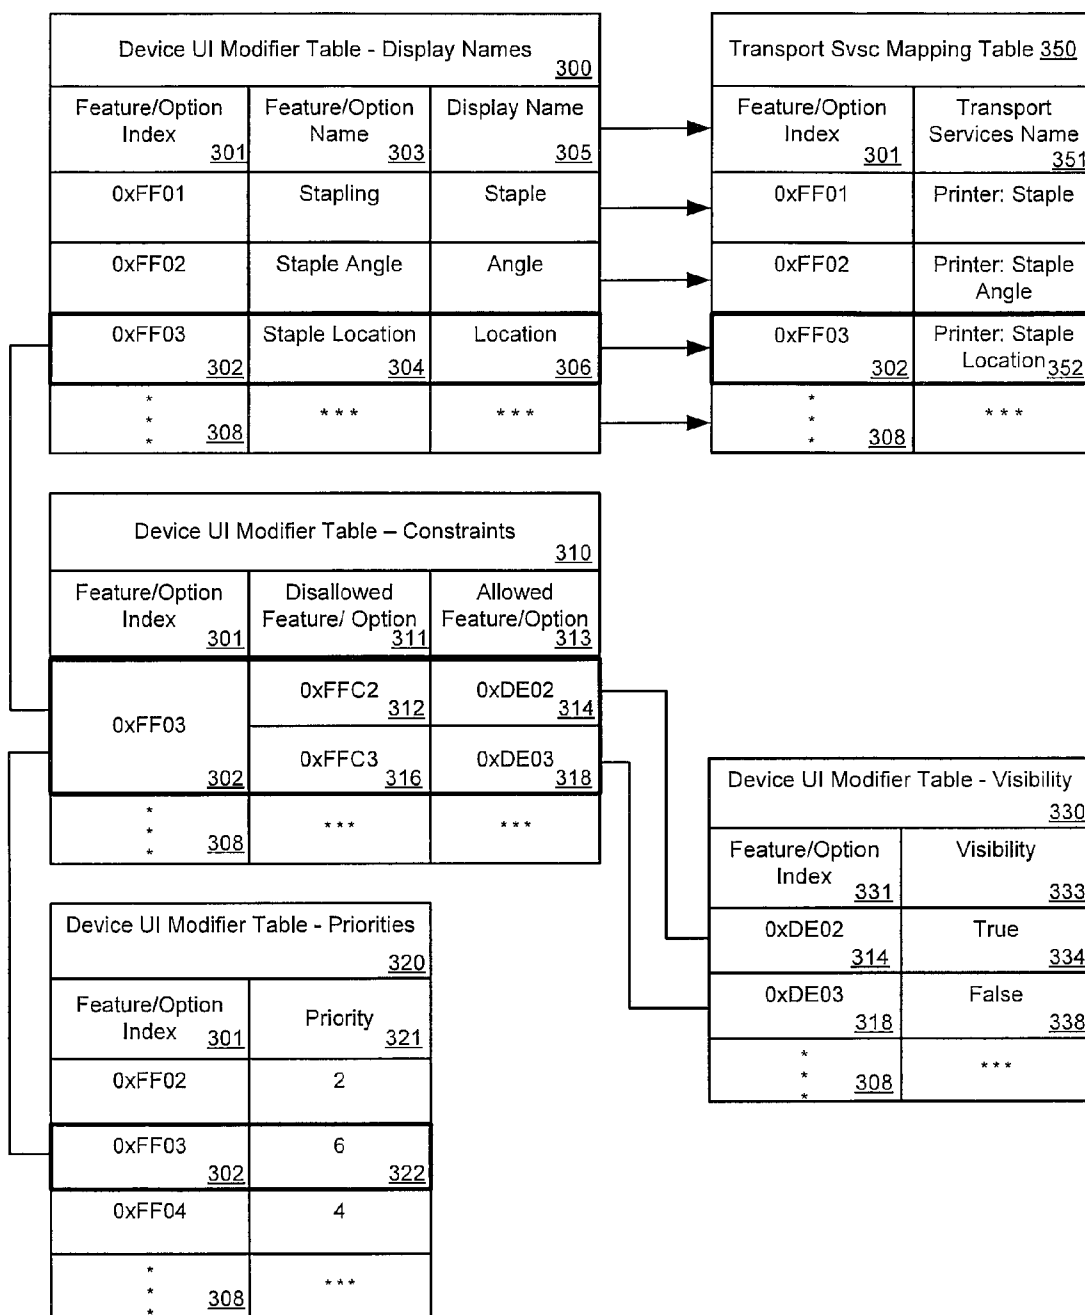 Device UI Modifier Table - Display Names
300
Feature/Option Index 301
Feature/Option Name 303
Display Name 305
0xFF01
Stapling
Staple
0xFF02
Staple Angle
Angle
0xFF03 302
Staple Location 304
Location 306
* * * 308
* * *
* * *
Transport Svsc Mapping Table 350
Feature/Option Index 301
Transport Services Name 351
0xFF01
Printer: Staple
0xFF02
Printer: Staple Angle
0xFF03 302
Printer: Staple Location 352
* * * 308
* * *
Device UI Modifier Table – Constraints
310
Feature/Option Index 301
Disallowed Feature/ Option 311
Allowed Feature/Option 313
0xFF03 302
0xFFC2 312
0xDE02 314
0xFFC3 316
0xDE03 318
* * * 308
* * *
* * *
Device UI Modifier Table - Visibility
330
Feature/Option Index 331
Visibility 333
0xDE02 314
True 334
0xDE03 318
False 338
* * * 308
* * *
Device UI Modifier Table - Priorities
320
Feature/Option Index 301
Priority 321
0xFF02
2
0xFF03 302
6 322
0xFF04
4
* * * 308
* * *